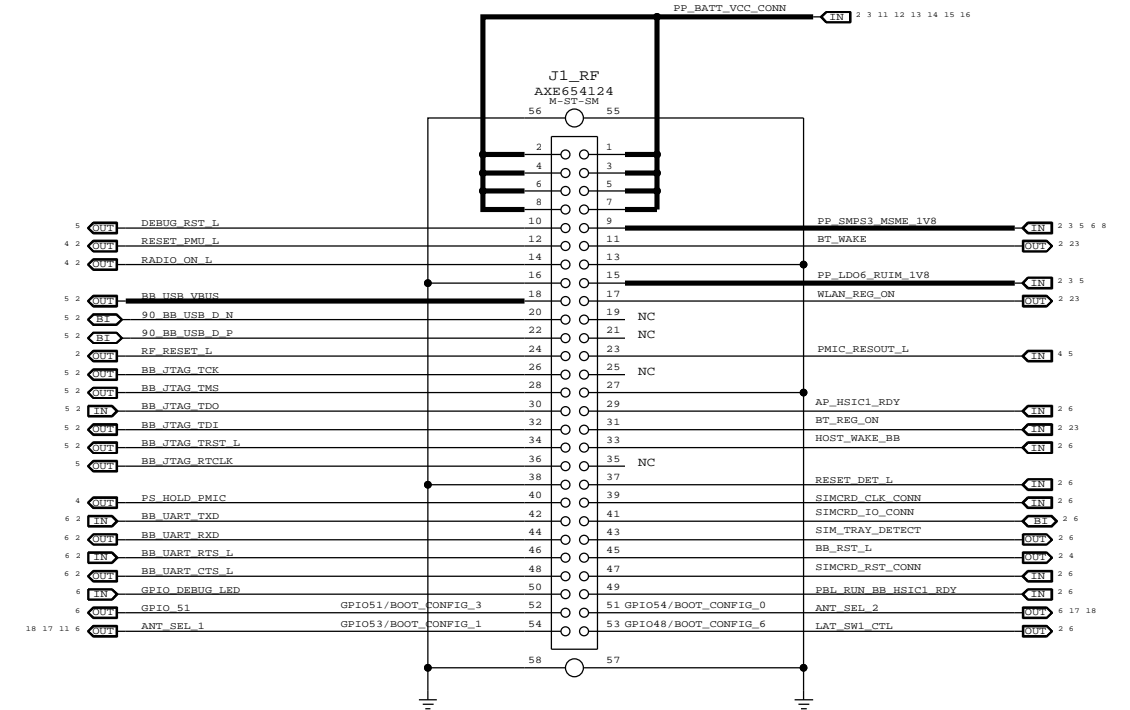 PP_BATT_VCC_CONN IN 2 3 11 12 13 14 15 16
J1_RF
AXE654124
M-ST-SM
56 55
2 1
4 3
6 5
8 7
5 OUT DEBUG_RST_L 10 9 PP_SMPS3_MSME_1V8 IN 2 3 5 6 8
4 2 OUT RESET_PMU_L 12 11 BT_WAKE OUT 2 23
4 2 OUT RADIO_ON_L 14 13
16 15 PP_LDO6_RUIM_1V8 IN 2 3 5
5 2 OUT BB_USB_VBUS 18 17 WLAN_REG_ON OUT 2 23
5 2 BI 90_BB_USB_D_N 20 19 NC
5 2 BI 90_BB_USB_D_P 22 21 NC
2 OUT RF_RESET_L 24 23 PMIC_RESOUT_L IN 4 5
5 2 OUT BB_JTAG_TCK 26 25 NC
5 2 OUT BB_JTAG_TMS 28 27
5 2 IN BB_JTAG_TDO 30 29 AP_HSIC1_RDY IN 2 6
5 2 OUT BB_JTAG_TDI 32 31 BT_REG_ON IN 2 23
5 2 OUT BB_JTAG_TRST_L 34 33 HOST_WAKE_BB IN 2 6
5 OUT BB_JTAG_RTCLK 36 35 NC
38 37 RESET_DET_L IN 2 6
4 OUT PS_HOLD_PMIC 40 39 SIMCRD_CLK_CONN IN 2 6
6 2 IN BB_UART_TXD 42 41 SIMCRD_IO_CONN BI 2 6
6 2 OUT BB_UART_RXD 44 43 SIM_TRAY_DETECT OUT 2 6
6 2 IN BB_UART_RTS_L 46 45 BB_RST_L OUT 2 4
6 2 OUT BB_UART_CTS_L 48 47 SIMCRD_RST_CONN IN 2 6
6 IN GPIO_DEBUG_LED 50 49 PBL_RUN_BB_HSIC1_RDY IN 2 6
6 OUT GPIO_51 GPIO51/BOOT_CONFIG_3 52 51 GPIO54/BOOT_CONFIG_0 ANT_SEL_2 OUT 6 17 18
18 17 11 6 OUT ANT_SEL_1 GPIO53/BOOT_CONFIG_1 54 53 GPIO48/BOOT_CONFIG_6 LAT_SW1_CTL OUT 2 6
58 57